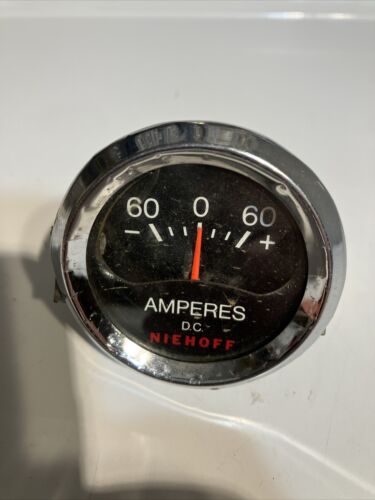 60 0 60
- +
AMPERES
D.C.
NIEHOFF